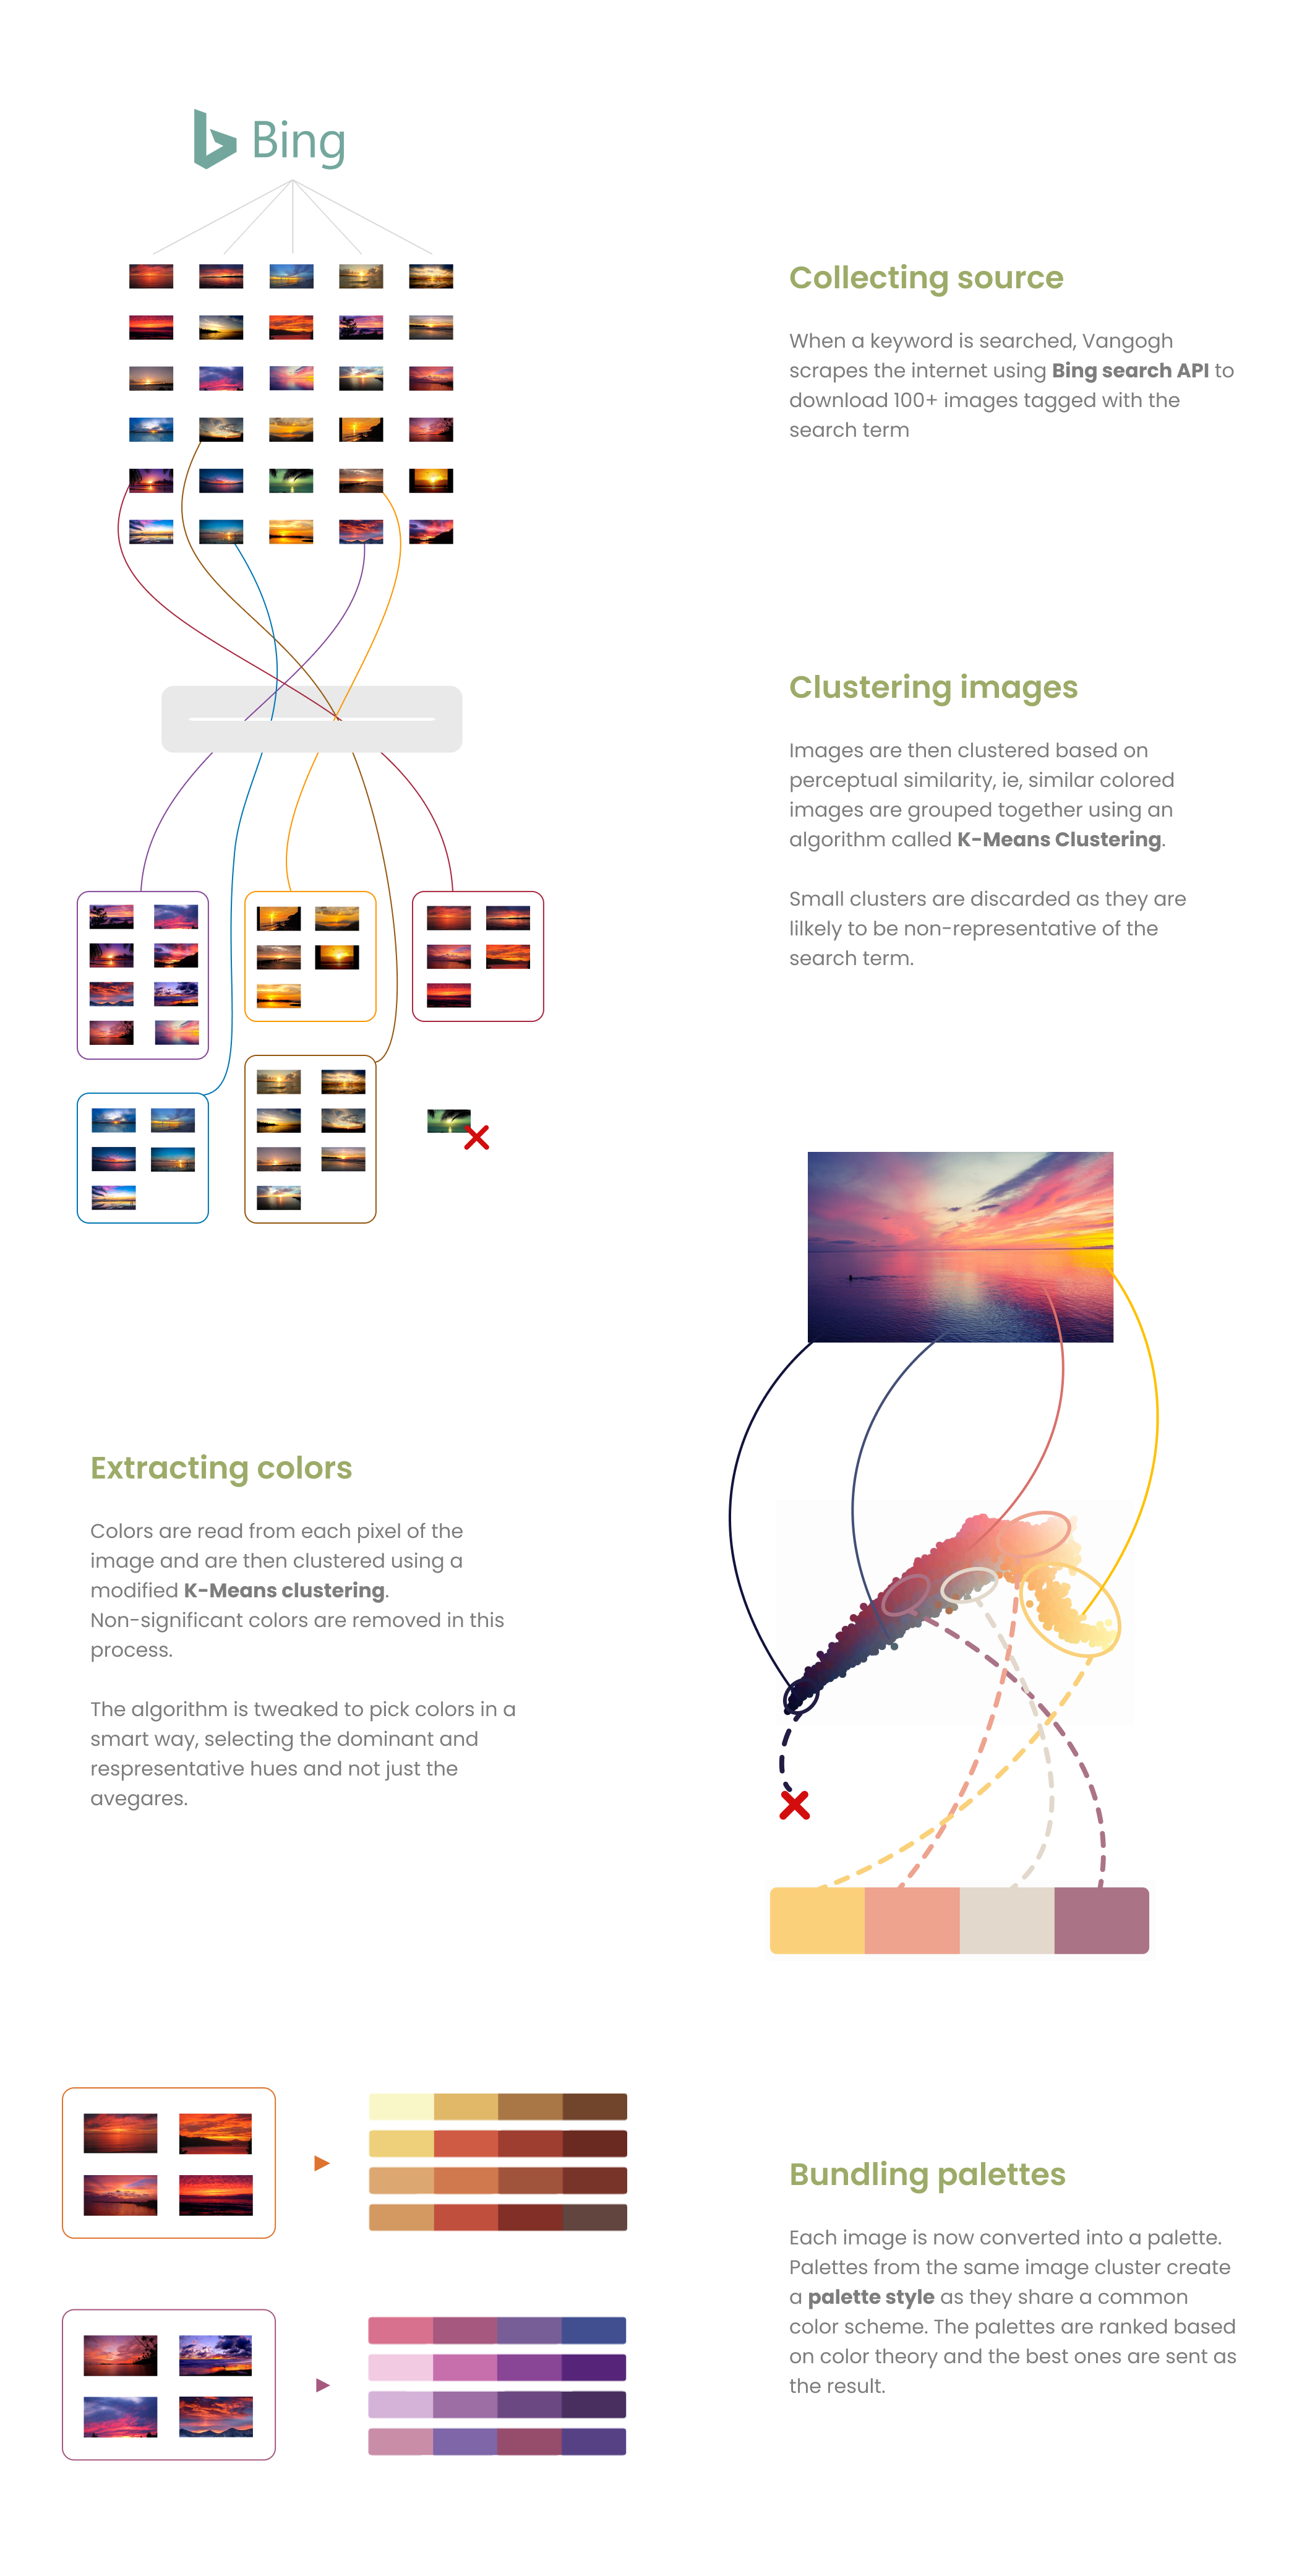 Bing
Collecting source
When a keyword is searched, Vangogh
scrapes the internet using Bing search API to
download 100+ images tagged with the
search term
Clustering images
Images are then clustered based on
perceptual similarity, ie, similar colored
images are grouped together using an
algorithm called K-Means Clustering.
Small clusters are discarded as they are
lilkely to be non-representative of the
search term.
Extracting colors
Colors are read from each pixel of the
image and are then clustered using a
modified K-Means clustering.
Non-significant colors are removed in this
process.
The algorithm is tweaked to pick colors in a
smart way, selecting the dominant and
respresentative hues and not just the
avegares.
Bundling palettes
Each image is now converted into a palette.
Palettes from the same image cluster create
a palette style as they share a common
color scheme. The palettes are ranked based
on color theory and the best ones are sent as
the result.